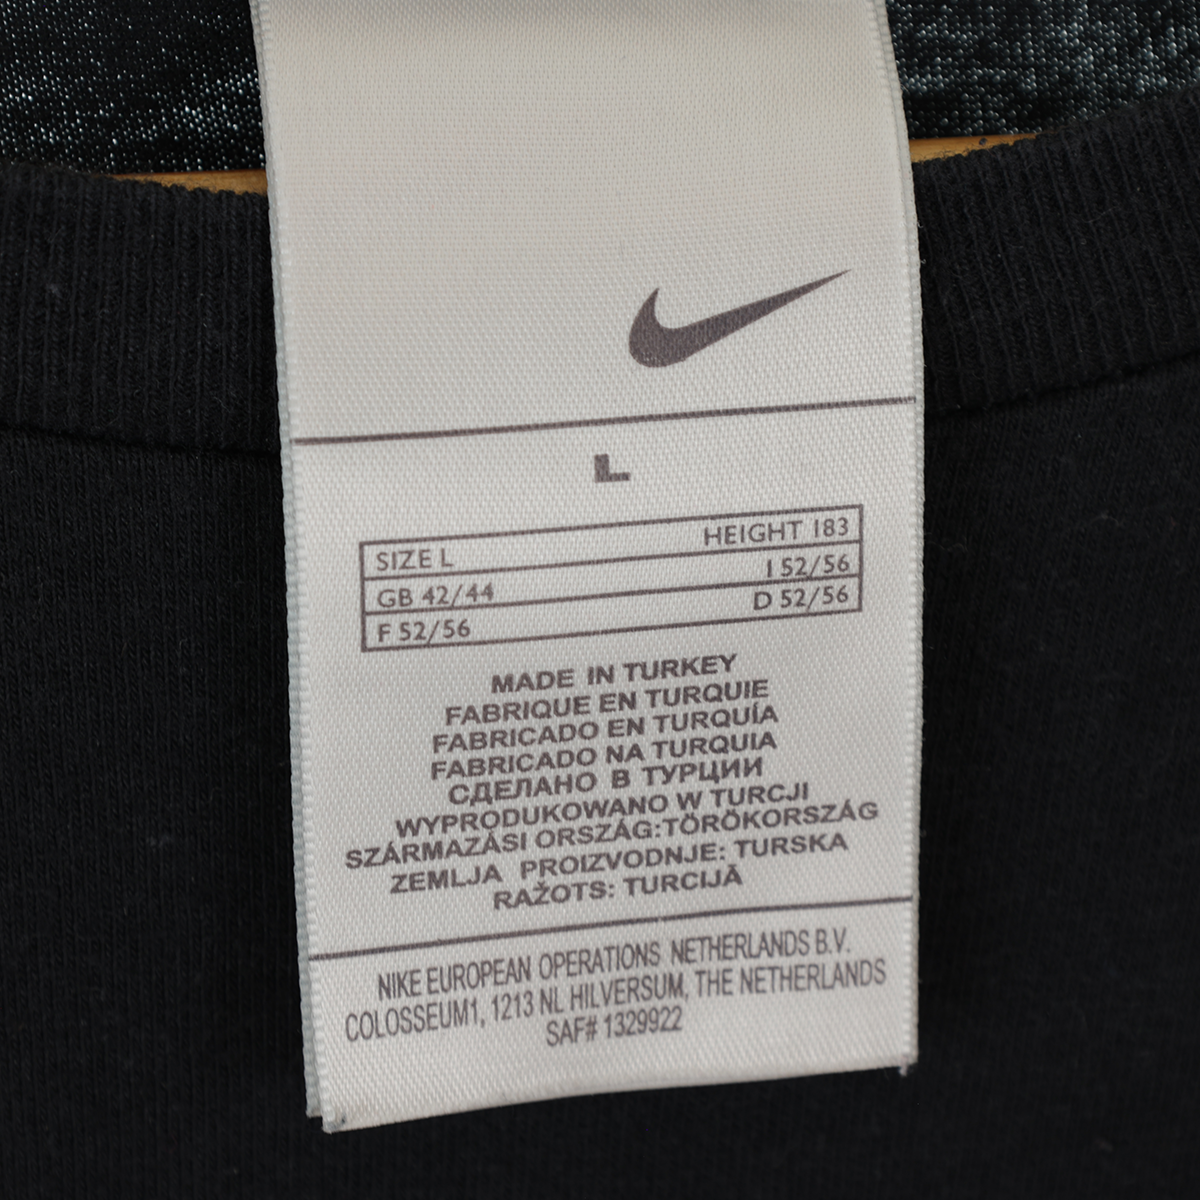 L
SIZE L HEIGHT 183
GB 42/44 I 52/56
F 52/56 D 52/56
MADE IN TURKEY
FABRIQUE EN TURQUIE
FABRICADO EN TURQUÍA
FABRICADO NA TURQUIA
СДЕЛАНО В ТУРЦИИ
WYPRODUKOWANO W TURCJI
SZÁRMAZÁSI ORSZÁG:TÖRÖKORSZÁG
ZEMLJA PROIZVODNJE: TURSKA
RAŽOTS: TURCIJĀ
NIKE EUROPEAN OPERATIONS NETHERLANDS B.V.
COLOSSEUM1, 1213 NL HILVERSUM, THE NETHERLANDS
SAF# 1329922